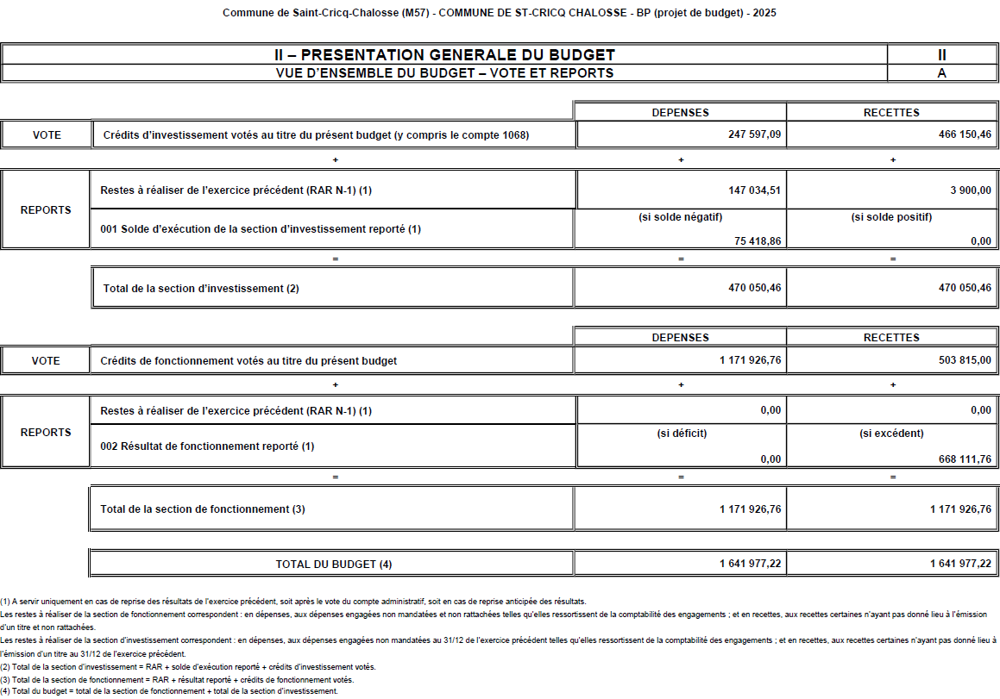 Commune de Saint-Cricq-Chalosse (M57) - COMMUNE DE ST-CRICQ CHALOSSE - BP (projet de budget) - 2025
II – PRESENTATION GENERALE DU BUDGET II
VUE D’ENSEMBLE DU BUDGET – VOTE ET REPORTS A
DEPENSES RECETTES
VOTE Crédits d’investissement votés au titre du présent budget (y compris le compte 1068) 247 597,09 466 150,46
+ + +
Restes à réaliser de l’exercice précédent (RAR N-1) (1) 147 034,51 3 900,00
REPORTS
(si solde négatif) (si solde positif)
001 Solde d’exécution de la section d’investissement reporté (1)
75 418,86 0,00
= = =
Total de la section d’investissement (2) 470 050,46 470 050,46
DEPENSES RECETTES
VOTE Crédits de fonctionnement votés au titre du présent budget 1 171 926,76 503 815,00
+ + +
Restes à réaliser de l’exercice précédent (RAR N-1) (1) 0,00 0,00
REPORTS (si déficit) (si excédent)
002 Résultat de fonctionnement reporté (1)
0,00 668 111,76
= = =
Total de la section de fonctionnement (3) 1 171 926,76 1 171 926,76
TOTAL DU BUDGET (4) 1 641 977,22 1 641 977,22
(1) A servir uniquement en cas de reprise des résultats de l’exercice précédent, soit après le vote du compte administratif, soit en cas de reprise anticipée des résultats.
Les restes à réaliser de la section de fonctionnement correspondent : en dépenses, aux dépenses engagées non mandatées et non rattachées telles qu’elles ressortissent de la comptabilité des engagements ; et en recettes, aux recettes certaines n’ayant pas donné lieu à l’émission
d’un titre et non rattachées.
Les restes à réaliser de la section d’investissement correspondent : en dépenses, aux dépenses engagées non mandatées au 31/12 de l’exercice précédent telles qu’elles ressortissent de la comptabilité des engagements ; et en recettes, aux recettes certaines n’ayant pas donné lieu à
l’émission d’un titre au 31/12 de l’exercice précédent.
(2) Total de la section d’investissement = RAR + solde d’exécution reporté + crédits d’investissement votés.
(3) Total de la section de fonctionnement = RAR + résultat reporté + crédits de fonctionnement votés.
(4) Total du budget = total de la section de fonctionnement + total de la section d’investissement.